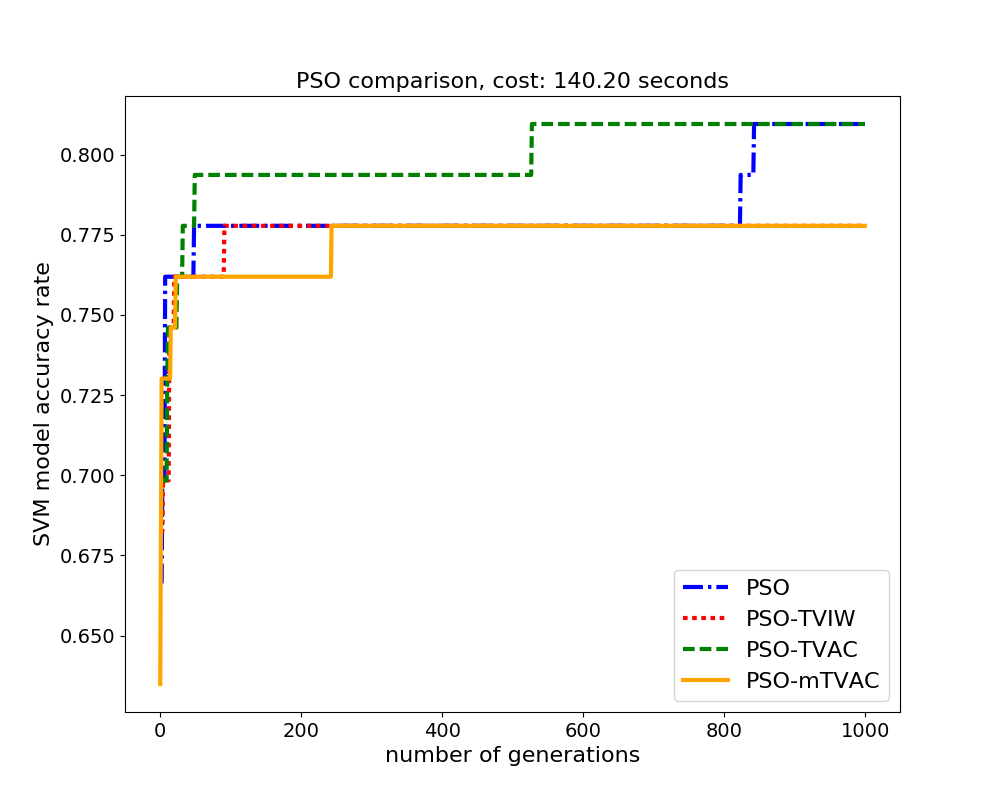 PSO comparison, cost: 140.20 seconds
SVM model accuracy rate
0.800
0.775
0.750
0.725
0.700
0.675
0.650
PSO
PSO-TVIW
PSO-TVAC
PSO-mTVAC
0 200 400 600 800 1000
number of generations